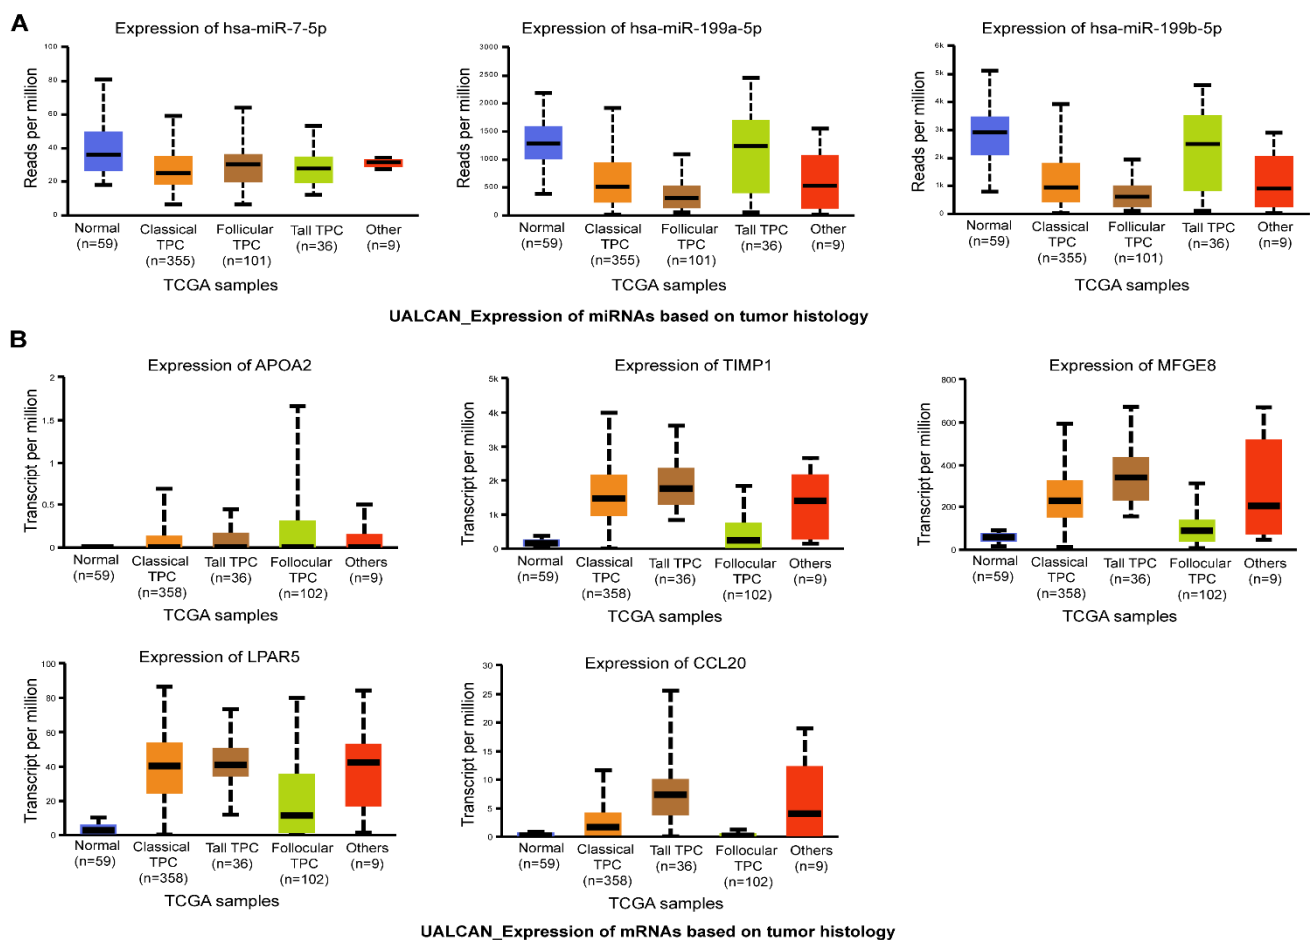 A
Expression of hsa-miR-7-5p
Reads per million
100
80
60
40
20
0
Normal
(n=59)
Classical
TPC
(n=355)
Follicular
TPC
(n=101)
Tall TPC
(n=36)
Other
(n=9)
TCGA samples
Expression of hsa-miR-199a-5p
Reads per million
3000
2500
2000
1500
1000
500
0
Normal
(n=59)
Classical
TPC
(n=355)
Follicular
TPC
(n=101)
Tall TPC
(n=36)
Other
(n=9)
TCGA samples
Expression of hsa-miR-199b-5p
Reads per million
6k
5k
4k
3k
2k
1k
0
Normal
(n=59)
Classical
TPC
(n=355)
Follicular
TPC
(n=101)
Tall TPC
(n=36)
Other
(n=9)
TCGA samples
UALCAN_Expression of miRNAs based on tumor histology
B
Expression of APOA2
Transcript per million
2
1.5
1
0.5
0
Normal
(n=59)
Classical
TPC
(n=358)
Tall TPC
(n=36)
Follocular
TPC
(n=102)
Others
(n=9)
TCGA samples
Expression of TIMP1
Transcript per million
5k
4k
3k
2k
1k
0
Normal
(n=59)
Classical
TPC
(n=358)
Tall TPC
(n=36)
Follocular
TPC
(n=102)
Others
(n=9)
TCGA samples
Expression of MFGE8
Transcript per million
800
600
400
200
0
Normal
(n=59)
Classical
TPC
(n=358)
Tall TPC
(n=36)
Follocular
TPC
(n=102)
Others
(n=9)
TCGA samples
Expression of LPAR5
Transcript per million
100
80
60
40
20
0
Normal
(n=59)
Classical
TPC
(n=358)
Tall TPC
(n=36)
Follocular
TPC
(n=102)
Others
(n=9)
TCGA samples
Expression of CCL20
Transcript per million
30
25
20
15
10
5
0
Normal
(n=59)
Classical
TPC
(n=358)
Tall TPC
(n=36)
Follocular
TPC
(n=102)
Others
(n=9)
TCGA samples
UALCAN_Expression of mRNAs based on tumor histology